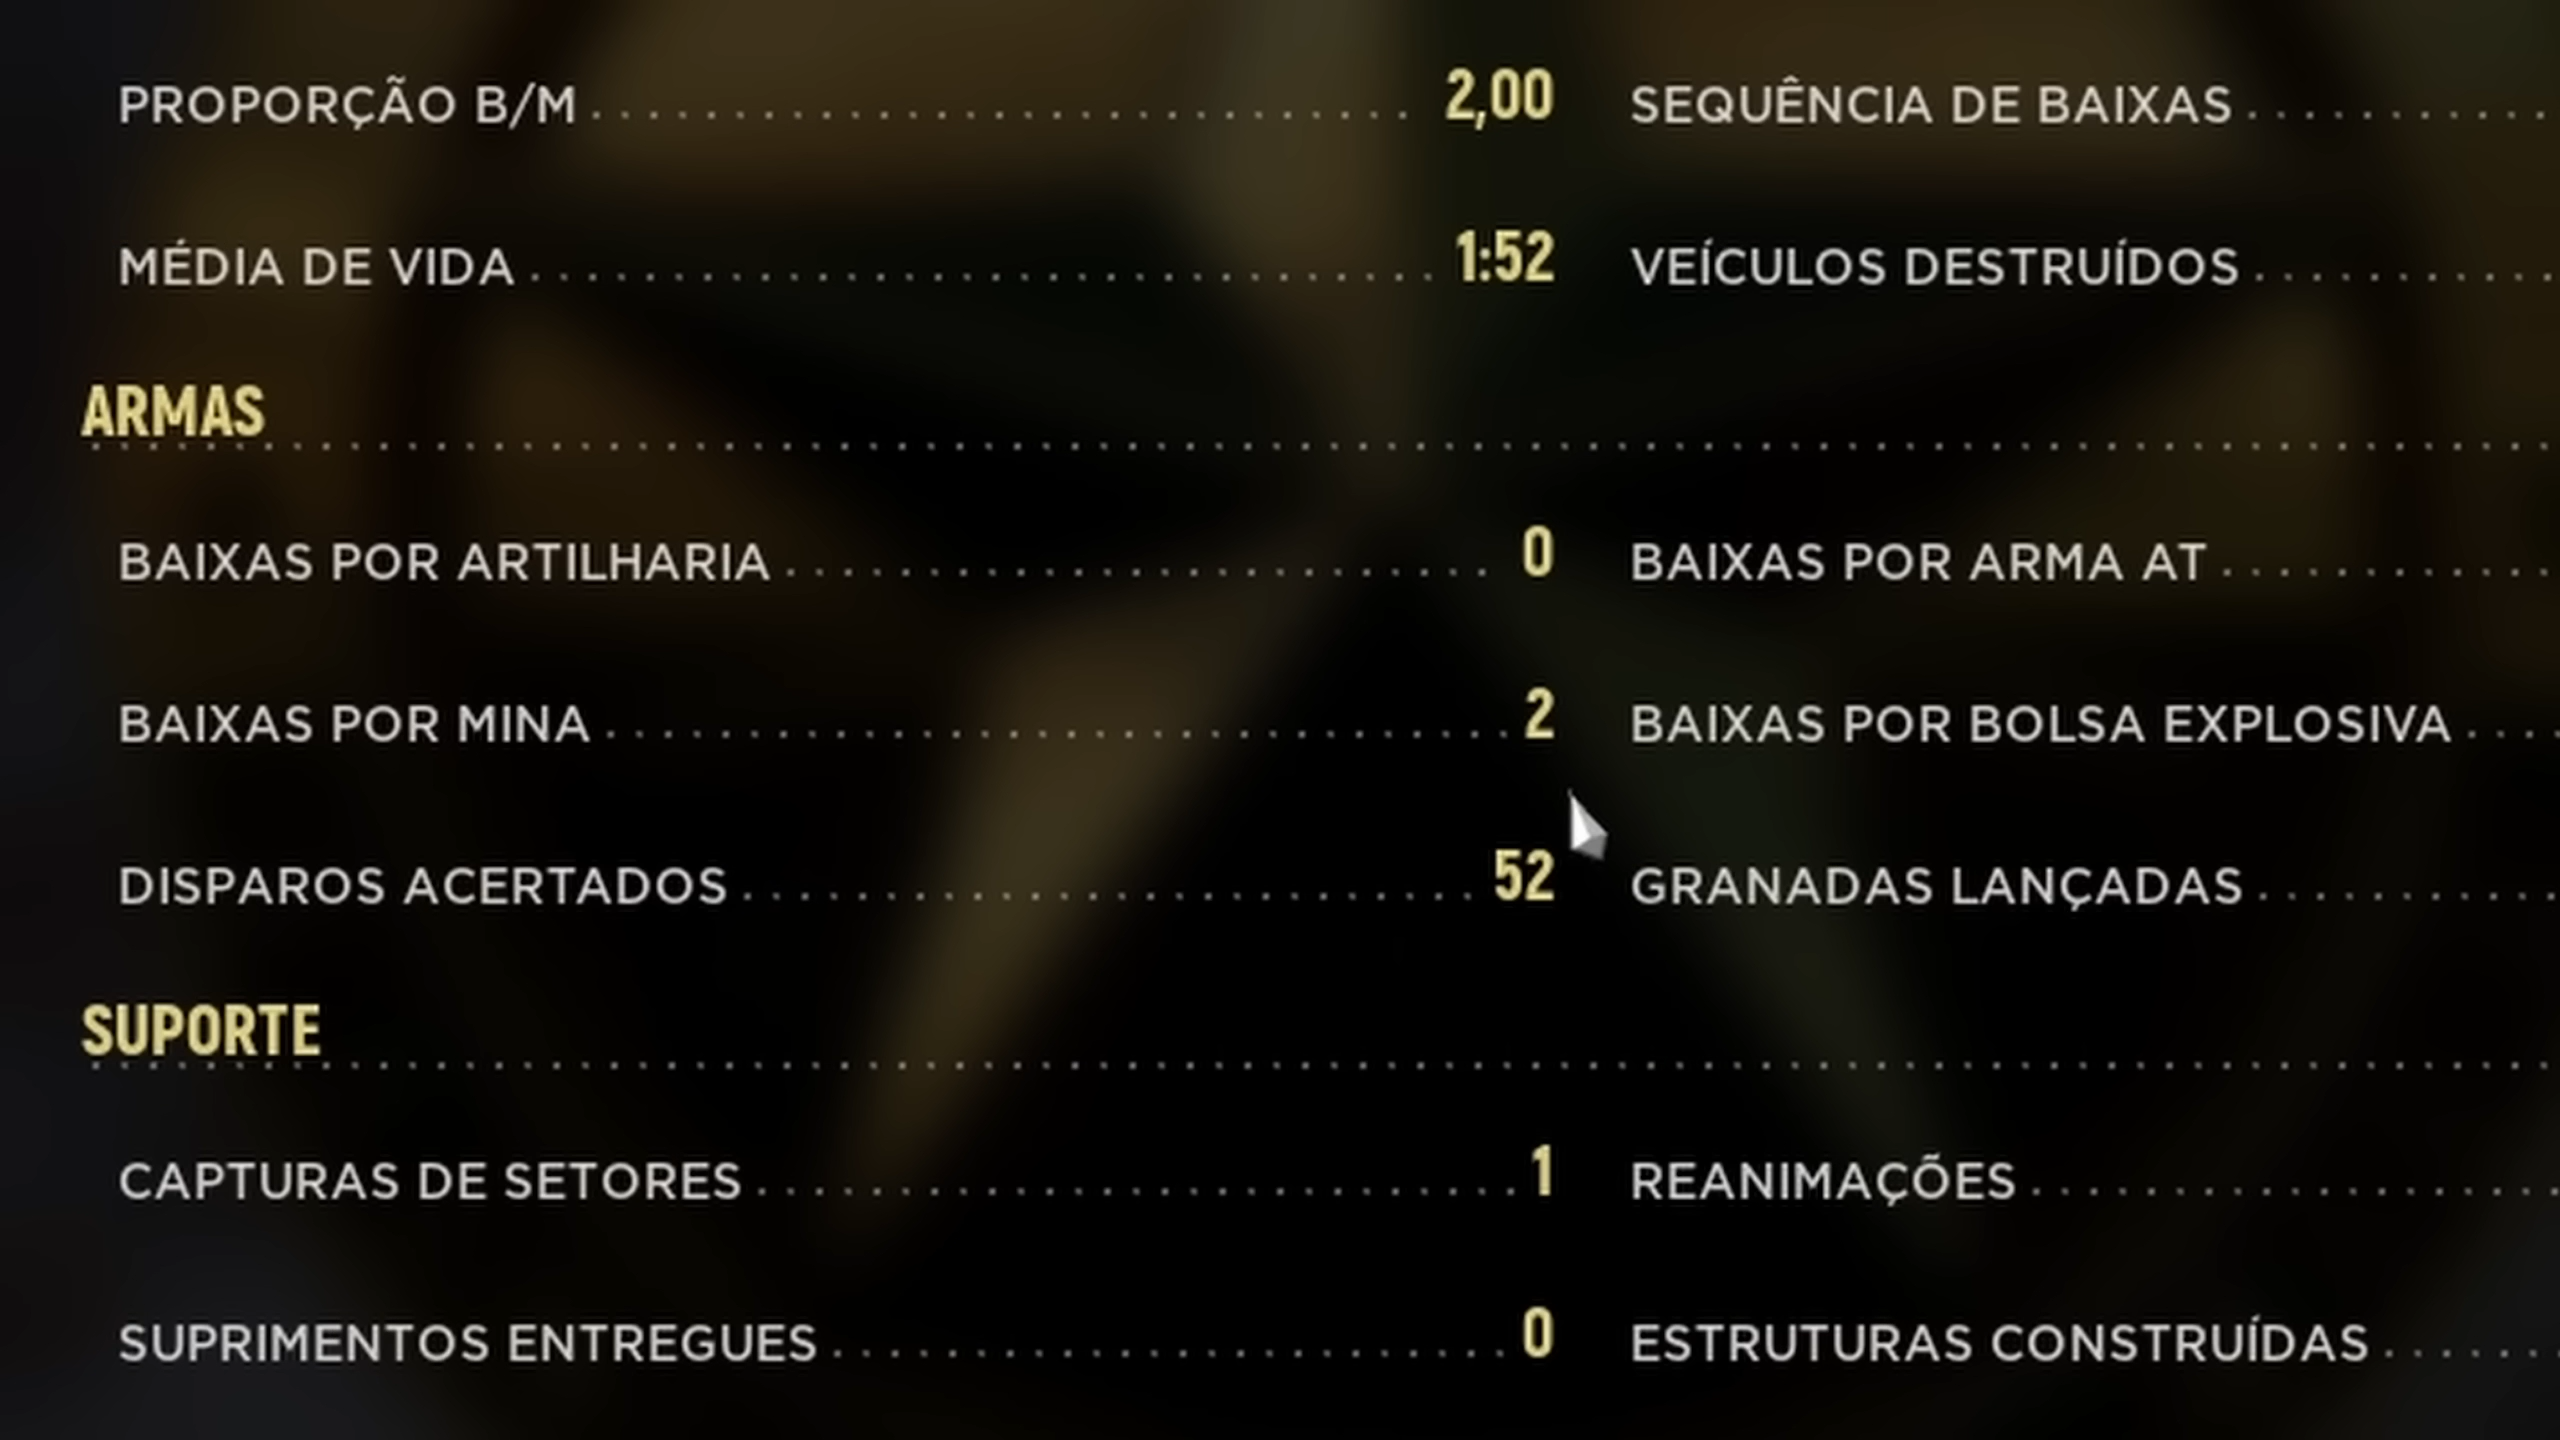 PROPORÇÃO B/M 2,00 SEQUÊNCIA DE BAIXAS
MÉDIA DE VIDA 1:52 VEÍCULOS DESTRUÍDOS
ARMAS
BAIXAS POR ARTILHARIA 0 BAIXAS POR ARMA AT
BAIXAS POR MINA 2 BAIXAS POR BOLSA EXPLOSIVA
DISPAROS ACERTADOS 52 GRANADAS LANÇADAS
SUPORTE
CAPTURAS DE SETORES 1 REANIMAÇÕES
SUPRIMENTOS ENTREGUES 0 ESTRUTURAS CONSTRUÍDAS